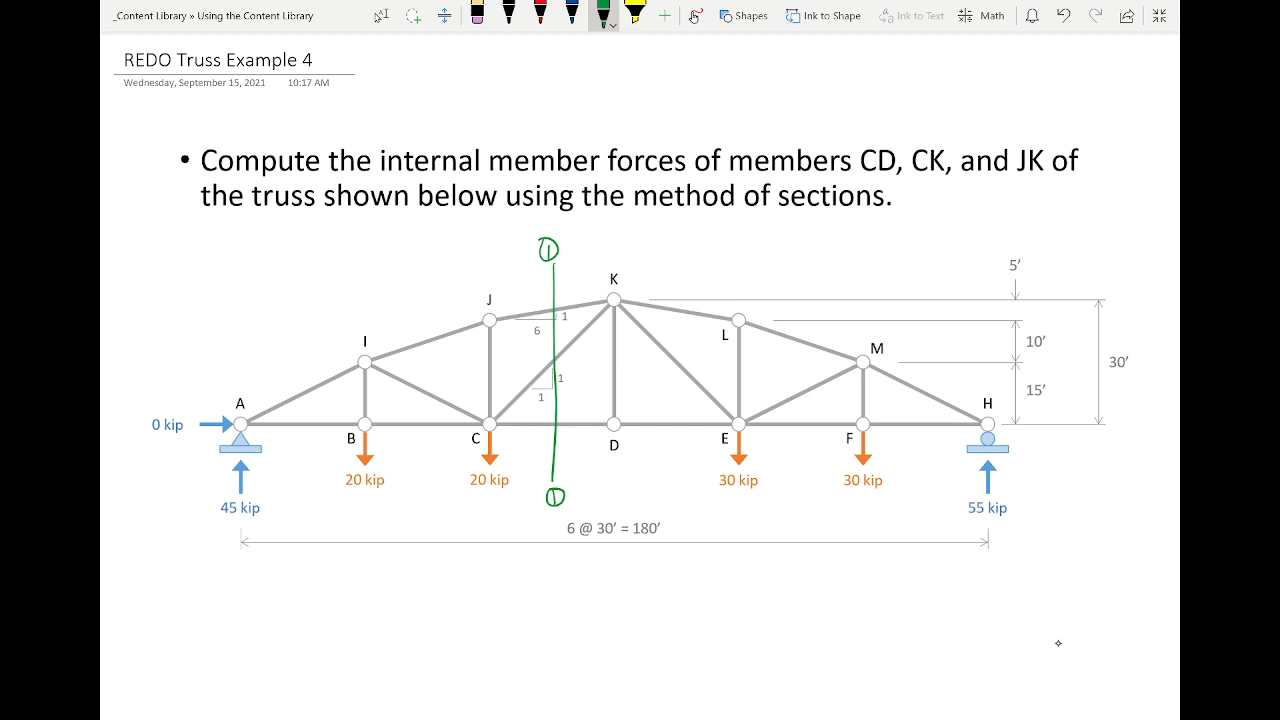 _Content Library » Using the Content Library
Shapes
Ink to Shape
Ink to Text
Math
REDO Truss Example 4
Wednesday, September 15, 2021 10:17 AM
• Compute the internal member forces of members CD, CK, and JK of
the truss shown below using the method of sections.
1
5’
K
J
1
6
L
10’
I
M
30’
1
1
15’
A
H
0 kip
B
C
D
E
F
20 kip
20 kip
30 kip
30 kip
1
45 kip
55 kip
6 @ 30’ = 180’